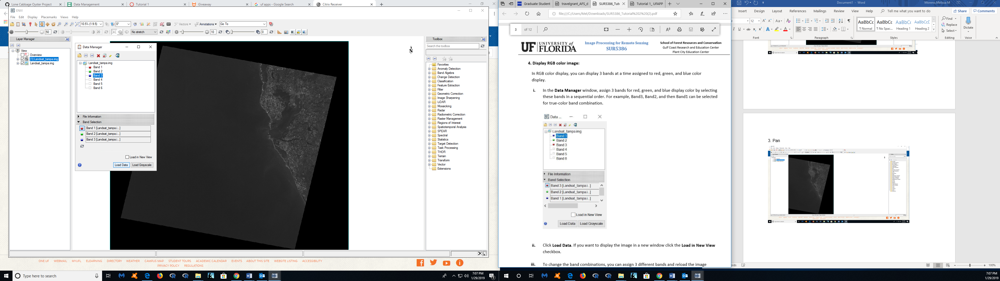 Lone Cabbage Oyster Project
Data Management
Tutorial 1
Giveaway
uf apps - Google Search
Citrix Receiver
ENVI
File Edit Display Placemarks Views Help
10.5% (1:9.5) 0° Vectors Annotations Go To
50 20 No stretch 10 0
Layer Manager
View
Overview
[1] Landsat_tampa.img
Landsat_tampa.img
Data Manager
Landsat_tampa.img
Band 1
Band 2
Band 3
Band 4
Band 5
Band 6
File Information
Band Selection
Band 1 [Landsat_tampa.i...]
Band 2 [Landsat_tampa.i...]
Band 3 [Landsat_tampa.i...]
Load in New View
Load Data Load Grayscale
N
Toolbox
Search the toolbox
Favorites
Anomaly Detection
Band Algebra
Change Detection
Classification
Feature Extraction
Filter
Geometric Correction
Image Sharpening
LiDAR
Mosaicking
Radar
Radiometric Correction
Raster Management
Regions of Interest
Spatiotemporal Analysis
SPEAR
Spectral
Statistics
Target Detection
Task Processing
THOR
Terrain
Transform
Vector
Extensions
ONE UF WEBMAIL MYUFL ELEARNING DIRECTORY WEATHER CAMPUS MAP STUDENT TOURS ACADEMIC CALENDAR EVENTS ABOUT THIS SITE WEBSITE LISTING ACCESSIBILITY
PRIVACY POLICY REGULATIONS
Type here to search
7:07 PM
1/29/2019
Graduate Student
travelgrant_AFS_d
SUR5386_Tuto
Tutorial 1_ UFAPP
file:///C:/Users/Mel/Downloads/SUR5386_Tutorial%202%20(2).pdf
3 of 12
UF UNIVERSITY of FLORIDA
Image Processing for Remote Sensing
SUR5386
School of Forest Resources and Conservation
Gulf Coast Research and Education Center
Plant City Education Center
4. Display RGB color image:
In RGB color display, you can display 3 bands at a time assigned to red, green, and blue color
display.
i. In the Data Manager window, assign 3 bands for red, green, and blue display color by selecting
these bands in a sequential order. For example, Band3, Band2, and then Band1 can be selected
for true-color band combination.
Data ...
Landsat_tampa.img
Band 1
Band 2
Band 3
Band 4
Band 5
Band 6
File Information
Band Selection
Band 3 [Landsat_tampa.i...]
Band 2 [Landsat_tampa.i...]
Band 1 [Landsat_tampa.i...]
Load in New View
Load Data Load Grayscale
ii. Click Load Data. If you want to display the image in a new window click the Load in New View
checkbox.
iii. To change the band combinations, you can assign 3 different bands and reload the image
Document1 - Word
Moreno,Melissa M
Insert Design Layout References Mailings Review View Help Tell me what you want to do Share Comments
12
AaBbCc AaBbCc AaBbCc AaBbCc
Normal No Spac... Heading 1 Heading 2
Find
Replace
Select
Dictate
Font Paragraph Styles Editing Voice
3. Pan
100%
7:07 PM
1/29/2019